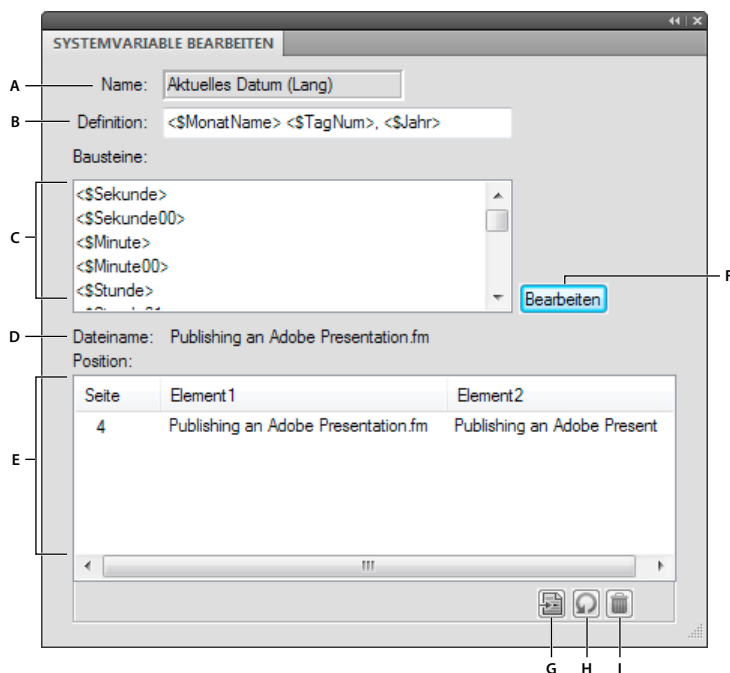 SYSTEMVARIABLE BEARBEITEN
A Name: Aktuelles Datum (Lang)
B Definition: <$MonatName> <$TagNum>, <$Jahr>
Bausteine:
<$Sekunde>
<$Sekunde00>
C <$Minute>
<$Minute00>
<$Stunde>
F
Bearbeiten
D Dateiname: Publishing an Adobe Presentation.fm
Position:
Seite Element1 Element2
4 Publishing an Adobe Presentation.fm Publishing an Adobe Present
E
G H I